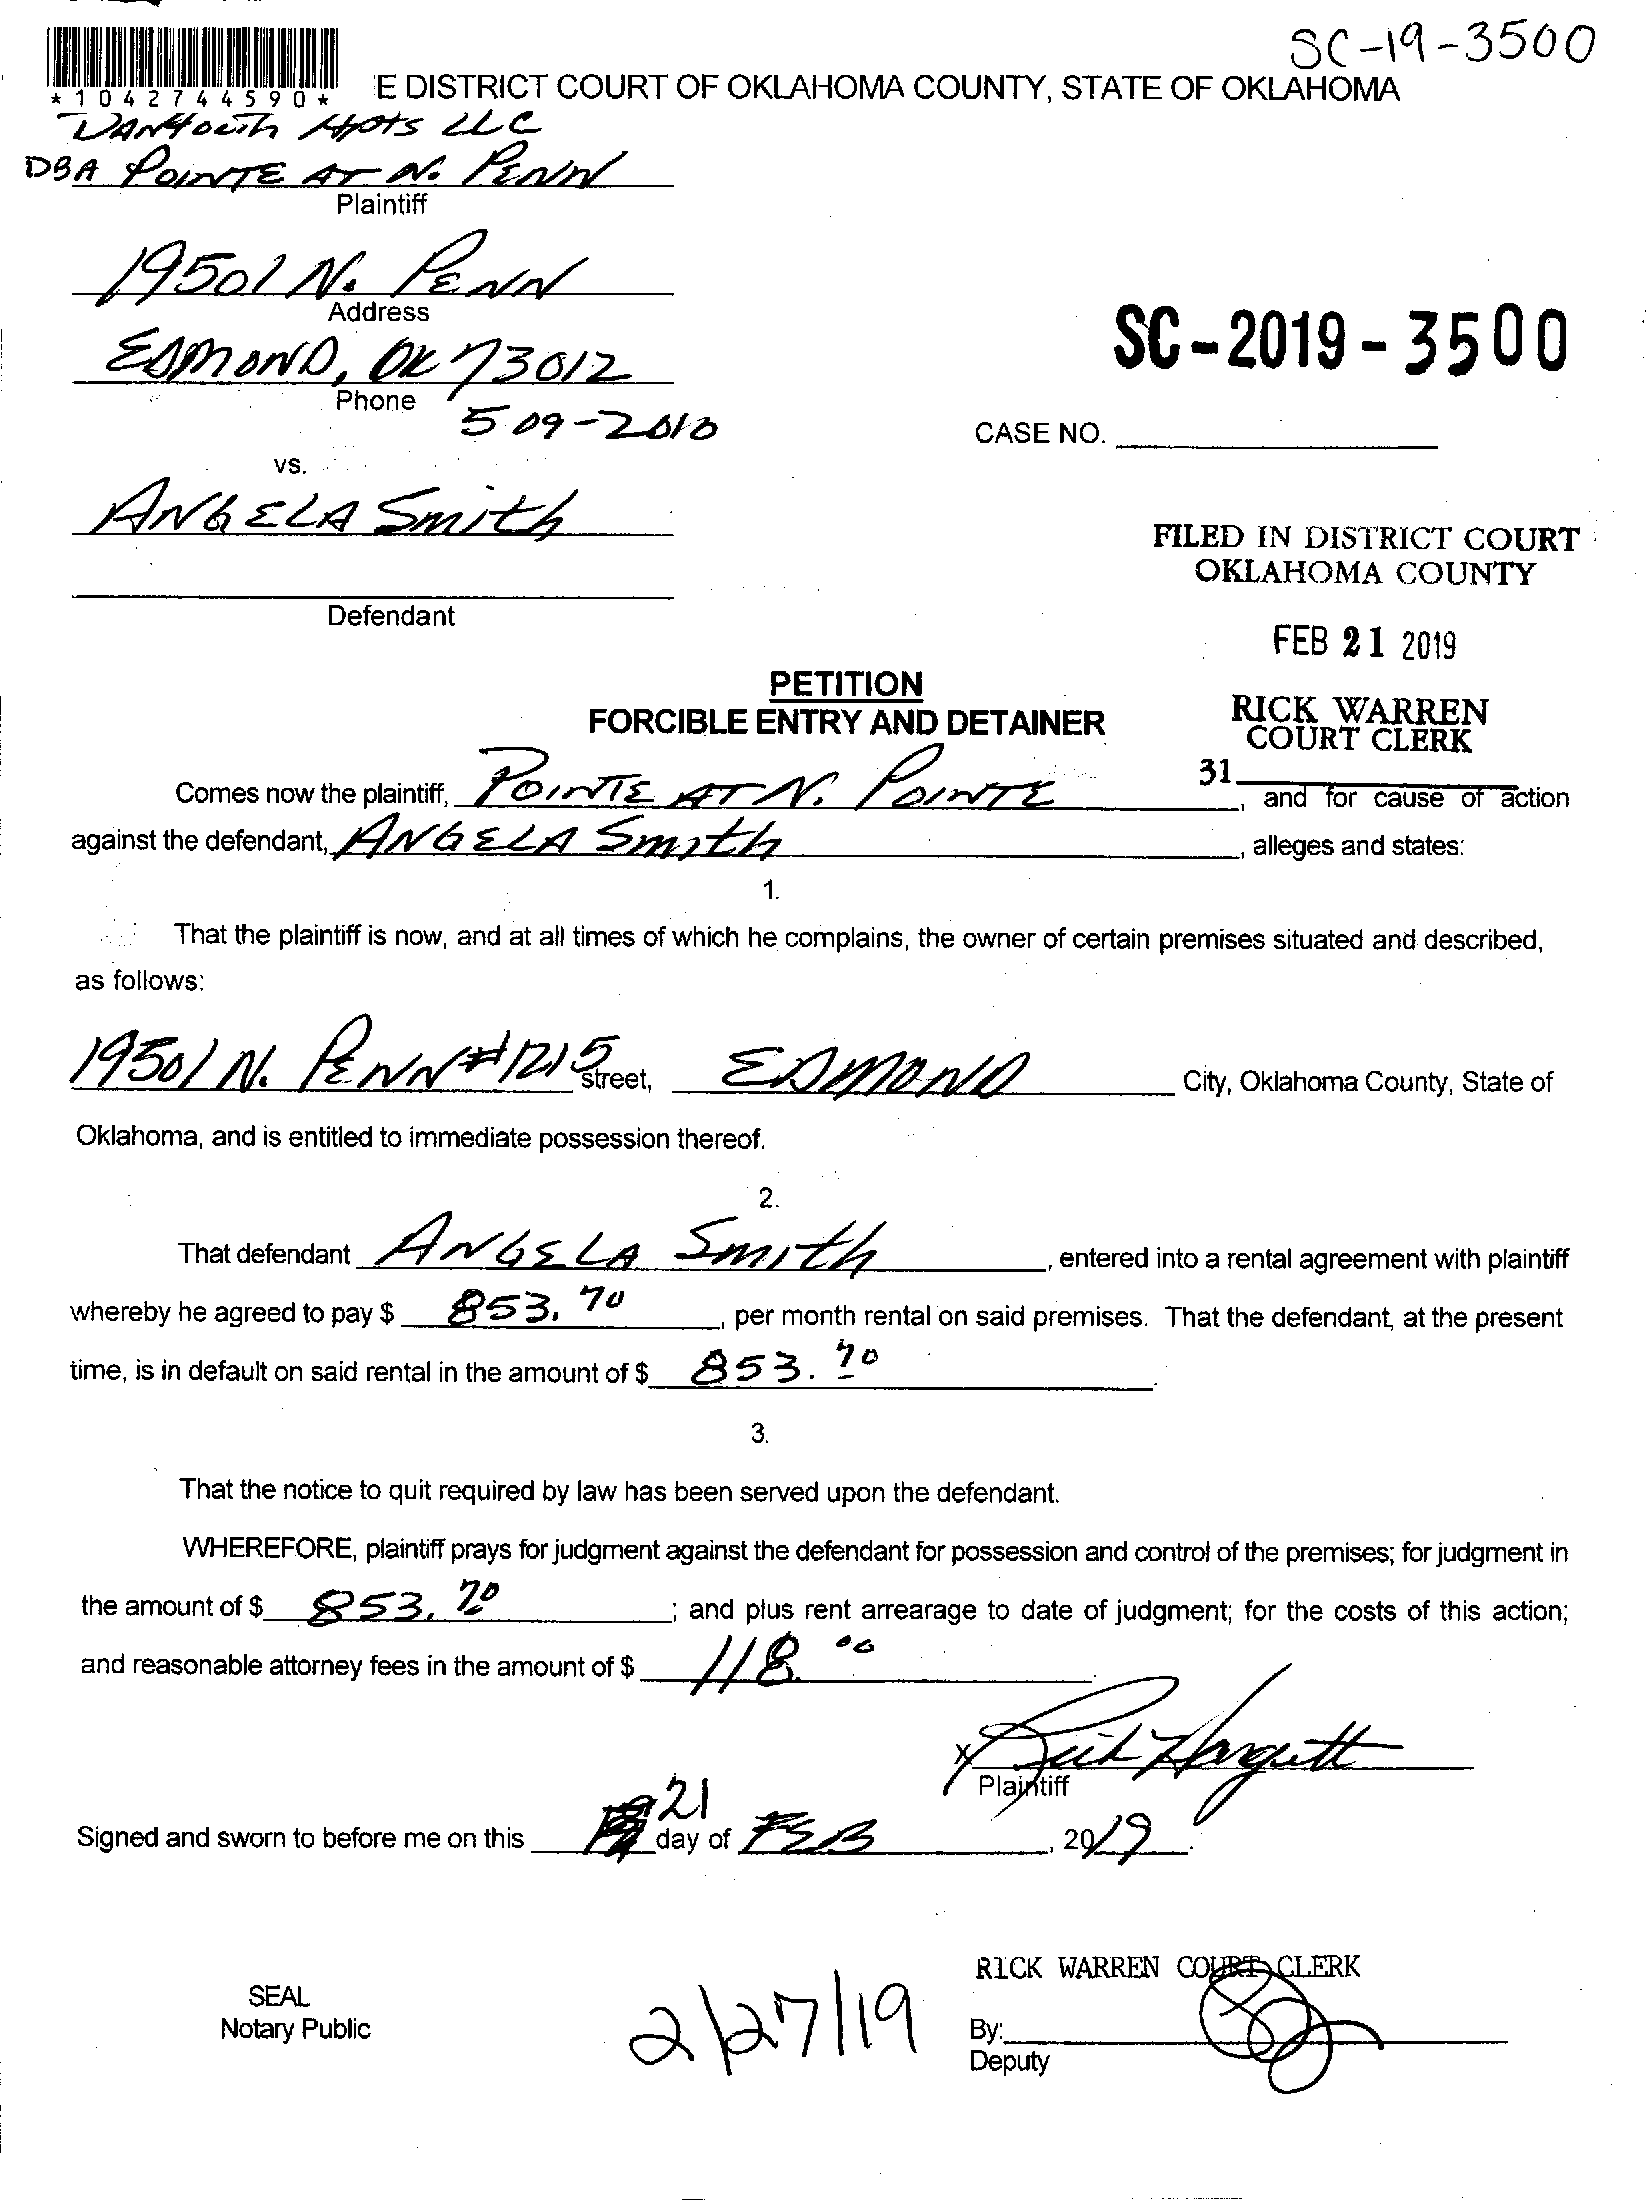 SC-19-3500
*1042744590*
E DISTRICT COURT OF OKLAHOMA COUNTY, STATE OF OKLAHOMA
LLC
DBA POINTE AT N. PENN
Plaintiff
19501 N. PENN
Address
EDMOND, OK 73012
Phone
509-2010
SC-2019-3500
CASE NO.
vs.
ANGELA Smith
Defendant
FILED IN DISTRICT COURT
OKLAHOMA COUNTY
FEB 21 2019
RICK WARREN
COURT CLERK
31
PETITION
FORCIBLE ENTRY AND DETAINER
Comes now the plaintiff, POINTE AT N. POINTE, and for cause of action
against the defendant, ANGELA Smith, alleges and states:
1.
That the plaintiff is now, and at all times of which he complains, the owner of certain premises situated and described,
as follows:
19501 N. PENN #1215 Street, EDMOND City, Oklahoma County, State of
Oklahoma, and is entitled to immediate possession thereof.
2.
That defendant ANGELA Smith, entered into a rental agreement with plaintiff
whereby he agreed to pay $ 853.70, per month rental on said premises. That the defendant, at the present
time, is in default on said rental in the amount of $ 853.70.
3.
That the notice to quit required by law has been served upon the defendant.
WHEREFORE, plaintiff prays for judgment against the defendant for possession and control of the premises; for judgment in
the amount of $ 853.70; and plus rent arrearage to date of judgment; for the costs of this action;
and reasonable attorney fees in the amount of $ 118.00
X
Plaintiff
Signed and sworn to before me on this 21 day of FEB, 2019.
RICK WARREN COURT CLERK
SEAL
Notary Public
2/27/19
By:
Deputy